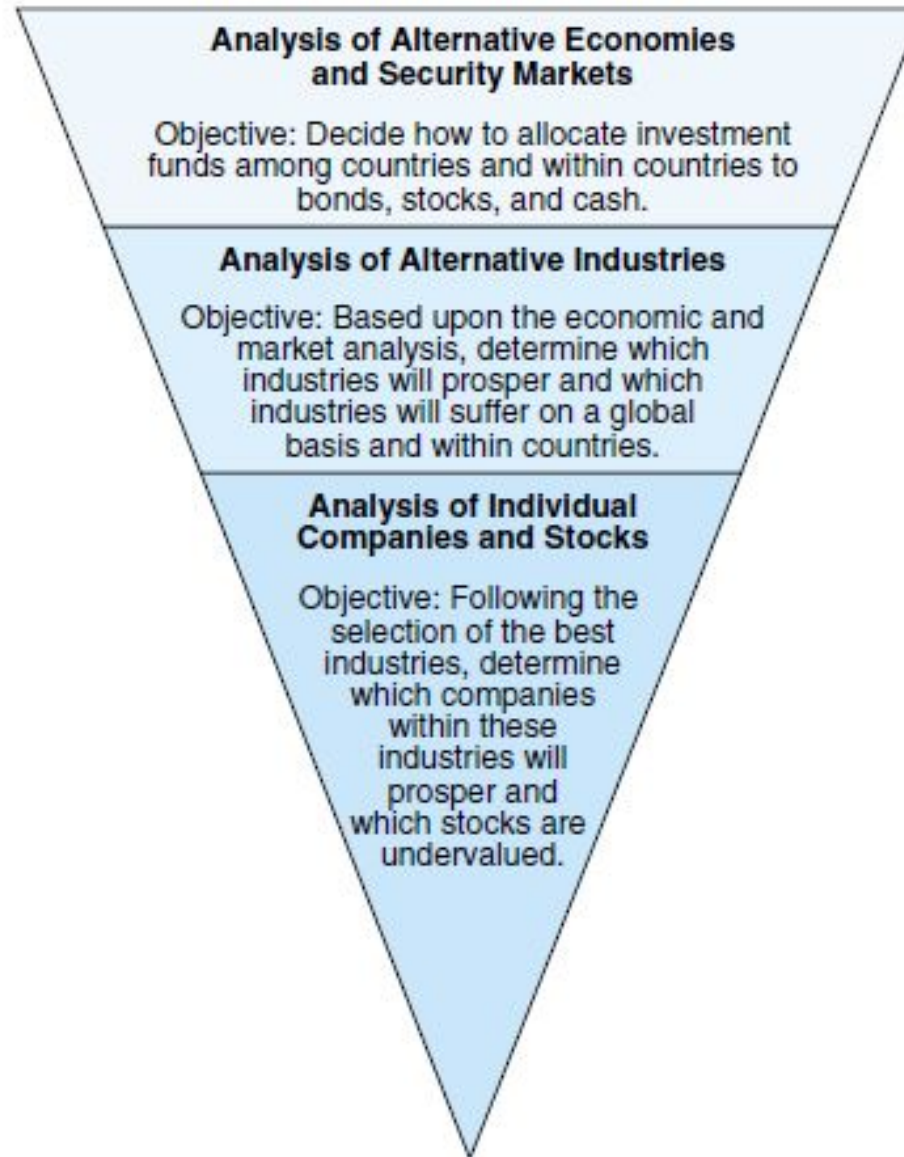 Analysis of Alternative Economies
and Security Markets
Objective: Decide how to allocate investment
funds among countries and within countries to
bonds, stocks, and cash.
Analysis of Alternative Industries
Objective: Based upon the economic and
market analysis, determine which
industries will prosper and which
industries will suffer on a global
basis and within countries.
Analysis of Individual
Companies and Stocks
Objective: Following the
selection of the best
industries, determine
which companies
within these
industries will
prosper and
which stocks are
undervalued.